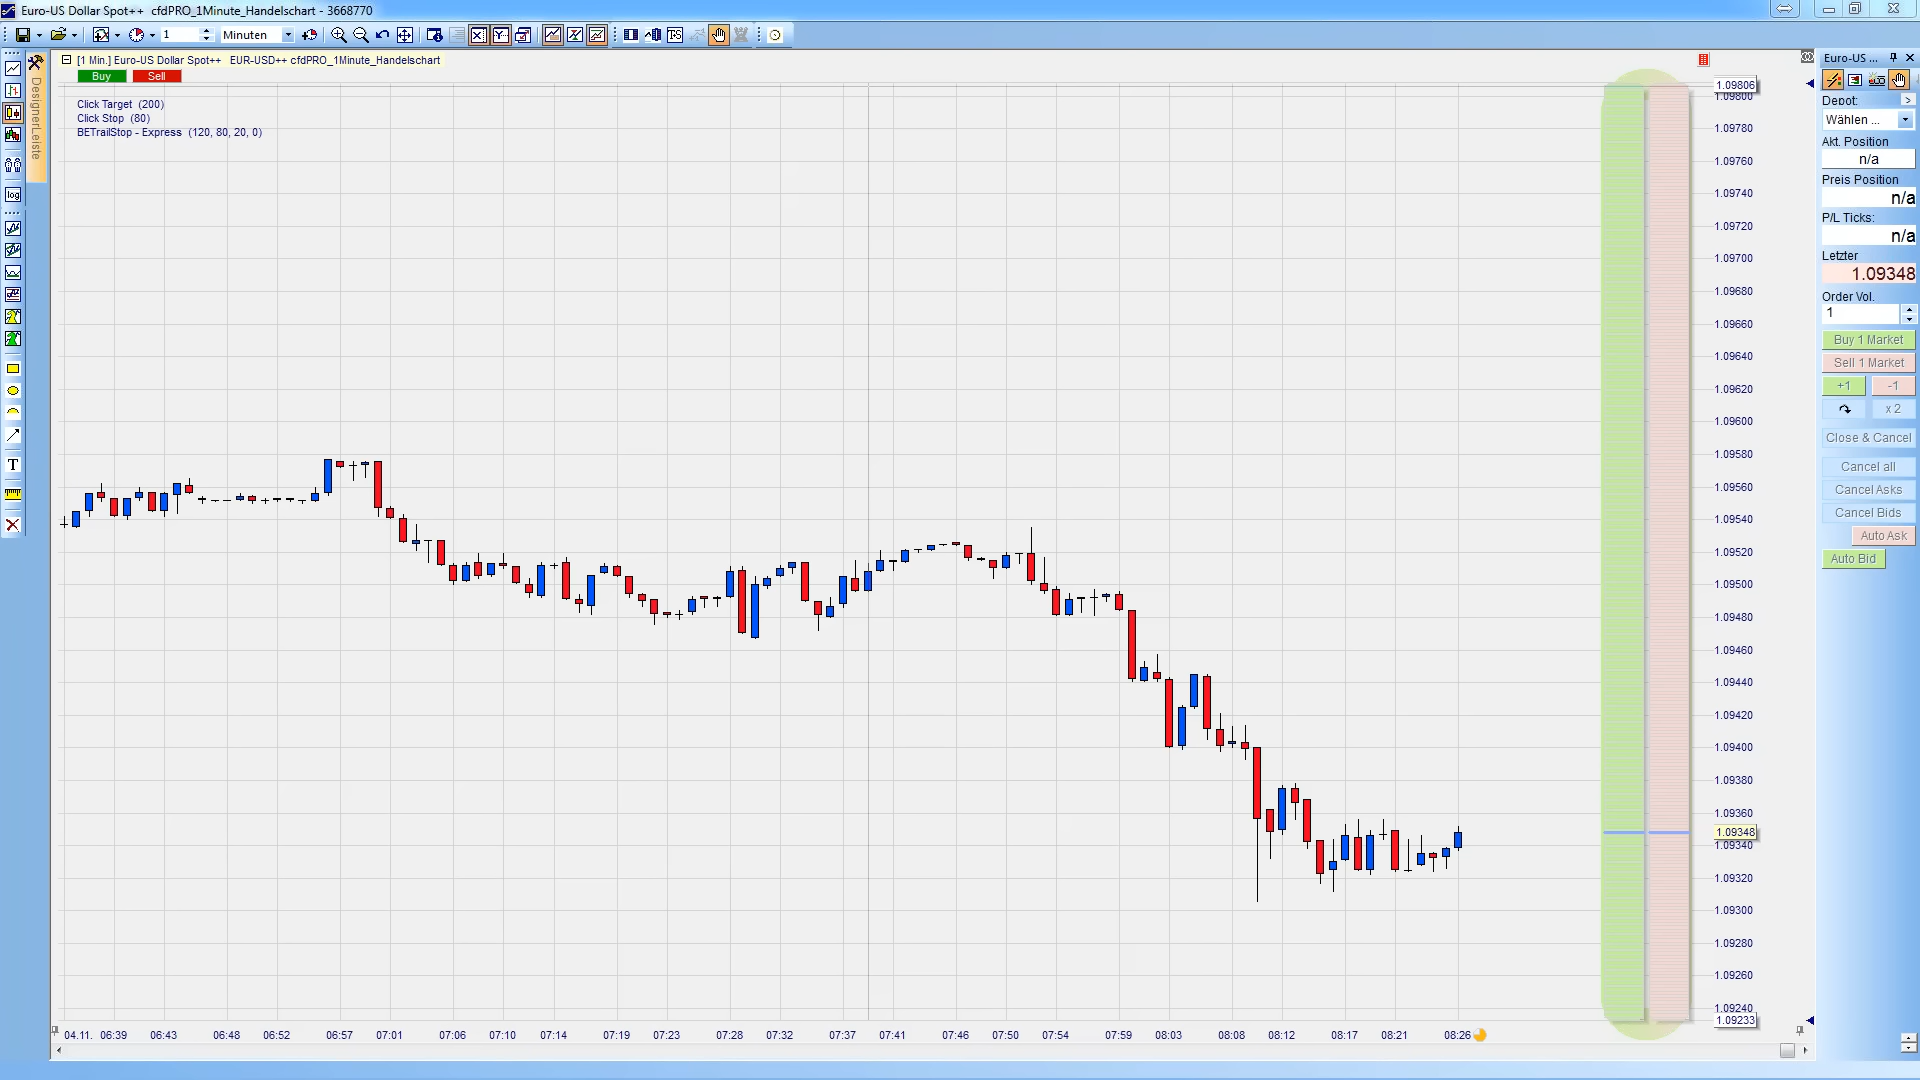 Euro-US Dollar Spot++ cfdPRO_1Minute_Handelschart - 3668770
1 Minuten
T&S
[1 Min.] Euro-US Dollar Spot++ EUR-USD++ cfdPRO_1Minute_Handelschart
Buy Sell
Click Target (200)
Click Stop (80)
BETrailStop - Express (120, 80, 20, 0)
DesignerLeiste
log
T
1.09806
1.09800
1.09780
1.09760
1.09740
1.09720
1.09700
1.09680
1.09660
1.09640
1.09620
1.09600
1.09580
1.09560
1.09540
1.09520
1.09500
1.09480
1.09460
1.09440
1.09420
1.09400
1.09380
1.09360
1.09348
1.09340
1.09320
1.09300
1.09280
1.09260
1.09240
1.09233
04.11. 06:39 06:43 06:48 06:52 06:57 07:01 07:06 07:10 07:14 07:19 07:23 07:28 07:32 07:37 07:41 07:46 07:50 07:54 07:59 08:03 08:08 08:12 08:17 08:21 08:26
Euro-US ...
Depot:
Wählen ...
Akt. Position
n/a
Preis Position
n/a
P/L Ticks:
n/a
Letzter
1.09348
Order Vol.
1
Buy 1 Market
Sell 1 Market
+1 -1
x 2
Close & Cancel
Cancel all
Cancel Asks
Cancel Bids
Auto Ask
Auto Bid